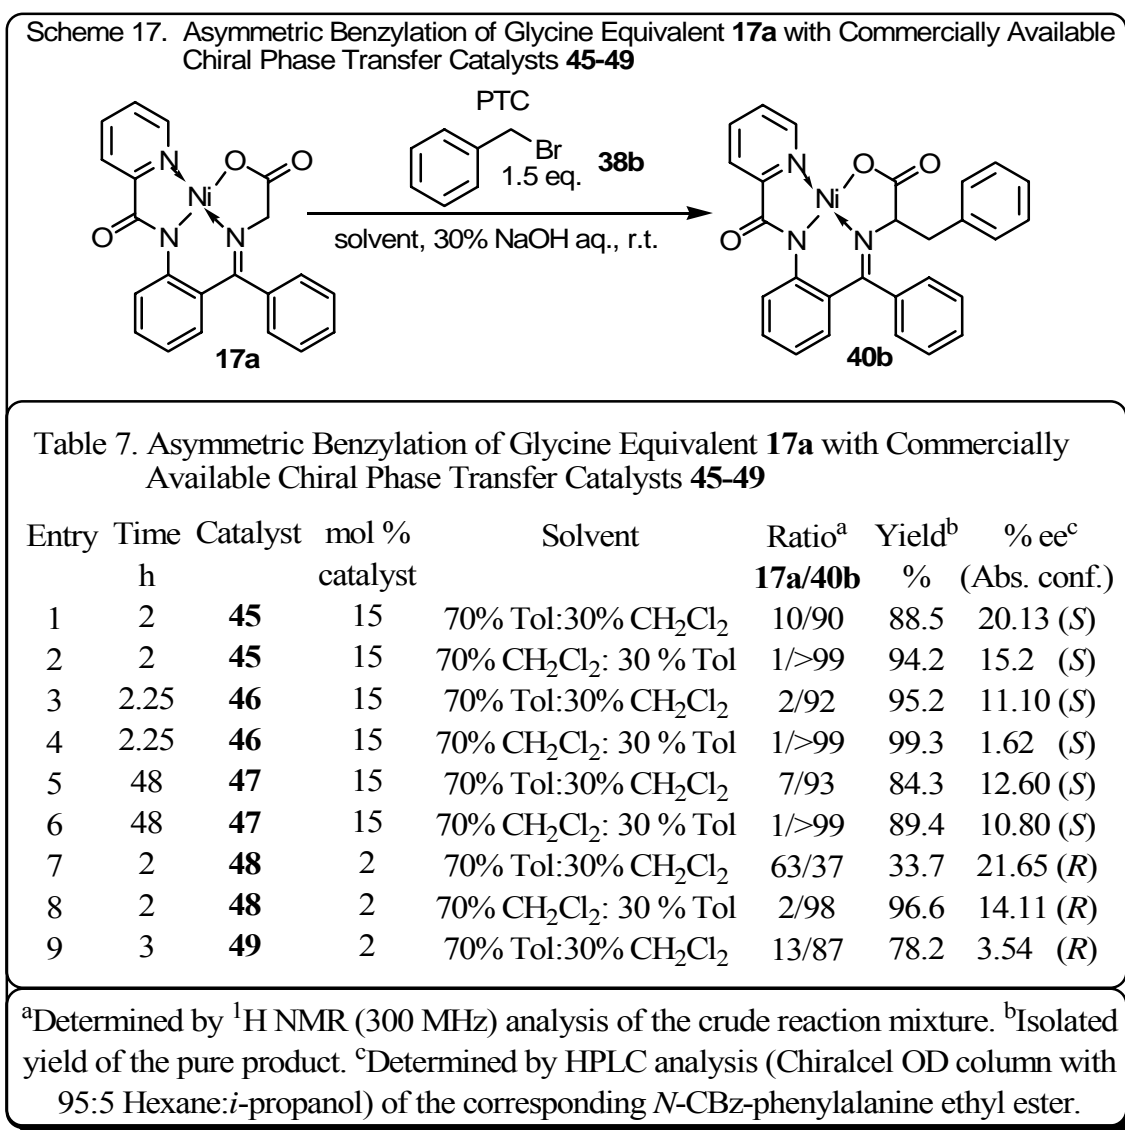 Scheme 17. Asymmetric Benzylation of Glycine Equivalent 17a with Commercially Available
Chiral Phase Transfer Catalysts 45-49
PTC
Br
38b
1.5 eq.
solvent, 30% NaOH aq., r.t.
N
O
O
Ni
O
N
N
17a
N
O
O
Ni
O
N
N
40b
Table 7. Asymmetric Benzylation of Glycine Equivalent 17a with Commercially
Available Chiral Phase Transfer Catalysts 45-49
Entry Time Catalyst mol % Solvent Ratioᵃ Yieldᵇ % eeᶜ
h catalyst 17a/40b % (Abs. conf.)
1 2 45 15 70% Tol:30% CH₂Cl₂ 10/90 88.5 20.13 (S)
2 2 45 15 70% CH₂Cl₂: 30 % Tol 1/>99 94.2 15.2 (S)
3 2.25 46 15 70% Tol:30% CH₂Cl₂ 2/92 95.2 11.10 (S)
4 2.25 46 15 70% CH₂Cl₂: 30 % Tol 1/>99 99.3 1.62 (S)
5 48 47 15 70% Tol:30% CH₂Cl₂ 7/93 84.3 12.60 (S)
6 48 47 15 70% CH₂Cl₂: 30 % Tol 1/>99 89.4 10.80 (S)
7 2 48 2 70% Tol:30% CH₂Cl₂ 63/37 33.7 21.65 (R)
8 2 48 2 70% CH₂Cl₂: 30 % Tol 2/98 96.6 14.11 (R)
9 3 49 2 70% Tol:30% CH₂Cl₂ 13/87 78.2 3.54 (R)
ᵃDetermined by ¹H NMR (300 MHz) analysis of the crude reaction mixture. ᵇIsolated
yield of the pure product. ᶜDetermined by HPLC analysis (Chiralcel OD column with
95:5 Hexane:i-propanol) of the corresponding N-CBz-phenylalanine ethyl ester.